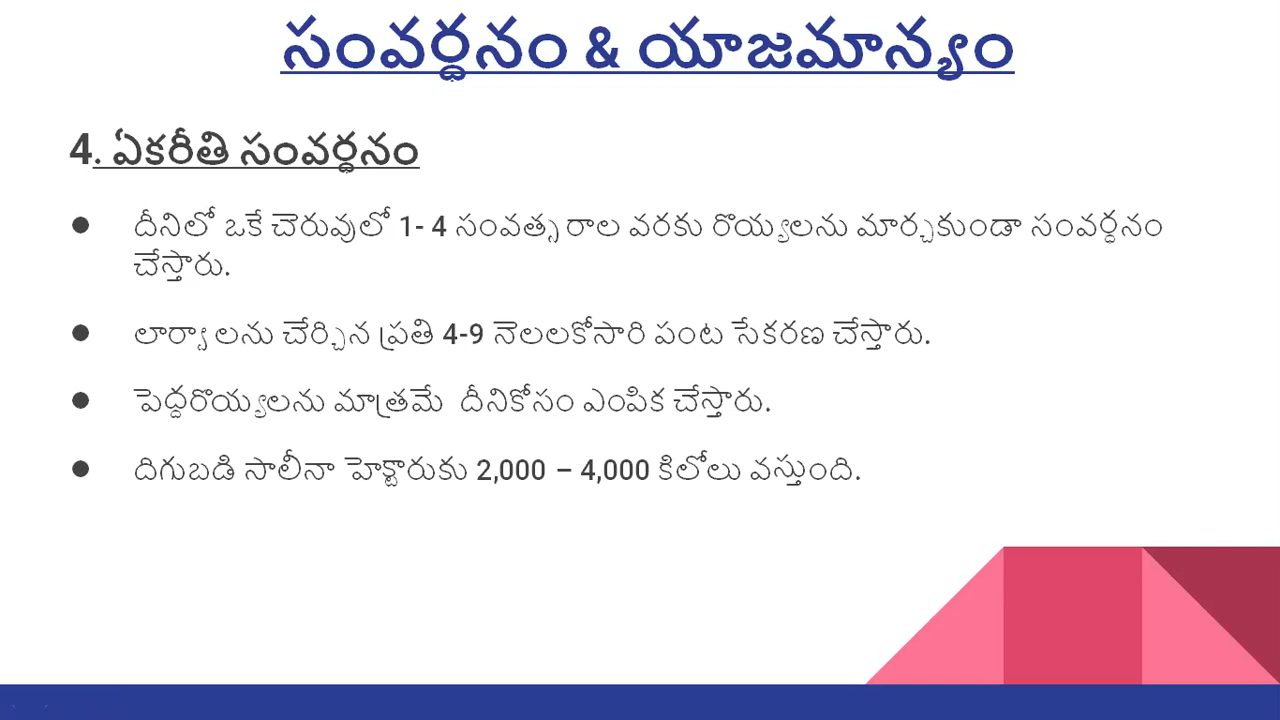 సంవర్ధనం & యాజమాన్యం
4. ఏకరీతి సంవర్ధనం
● దీనిలో ఒకే చెరువులో 1- 4 సంవత్సరాల వరకు రొయ్యలను మార్చకుండా సంవర్ధనం
చేస్తారు.
● లార్వాలను చేర్చిన ప్రతి 4-9 నెలలకోసారి పంట సేకరణ చేస్తారు.
● పెద్దరొయ్యలను మాత్రమే దీనికోసం ఎంపిక చేస్తారు.
● దిగుబడి సాలీనా హెక్టారుకు 2,000 – 4,000 కిలోలు వస్తుంది.